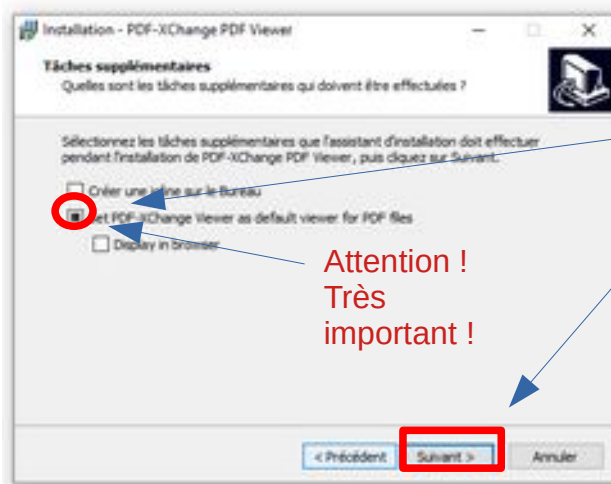 Installation - PDF-XChange PDF Viewer
Tâches supplémentaires
Quelles sont les tâches supplémentaires qui doivent être effectuées ?
Sélectionnez les tâches supplémentaires que l'assistant d'installation doit effectuer
pendant l'installation de PDF-XChange PDF Viewer, puis cliquez sur Suivant.
Créer une icône sur le Bureau
Set PDF-XChange Viewer as default viewer for PDF files
Display in browser
Attention !
Très
important !
< Précédent Suivant > Annuler